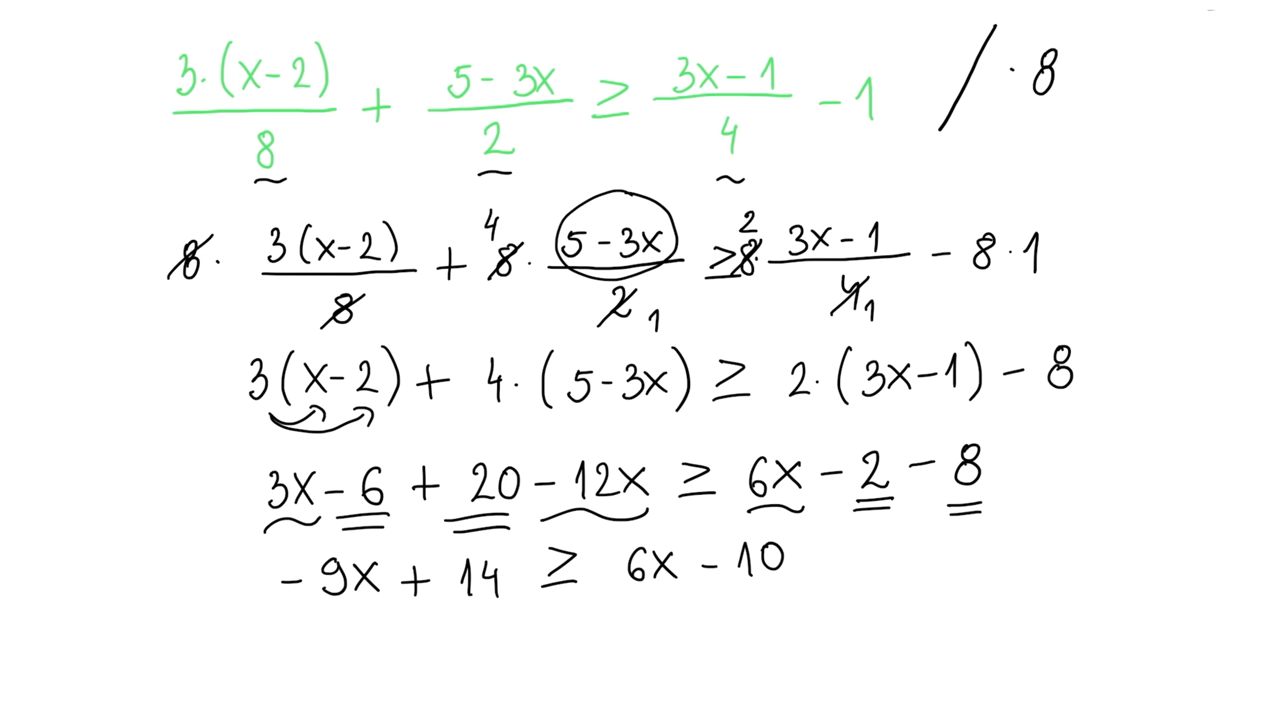 3·(x-2)/8 + 5-3x/2 ≥ 3x-1/4 - 1 / · 8
8 · 3(x-2)/8 + 4 8 · 5-3x/2 1 ≥ 2 8 · 3x-1/4 1 - 8·1
3(x-2) + 4·(5-3x) ≥ 2·(3x-1) - 8
3x - 6 + 20 - 12x ≥ 6x - 2 - 8
-9x + 14 ≥ 6x - 10